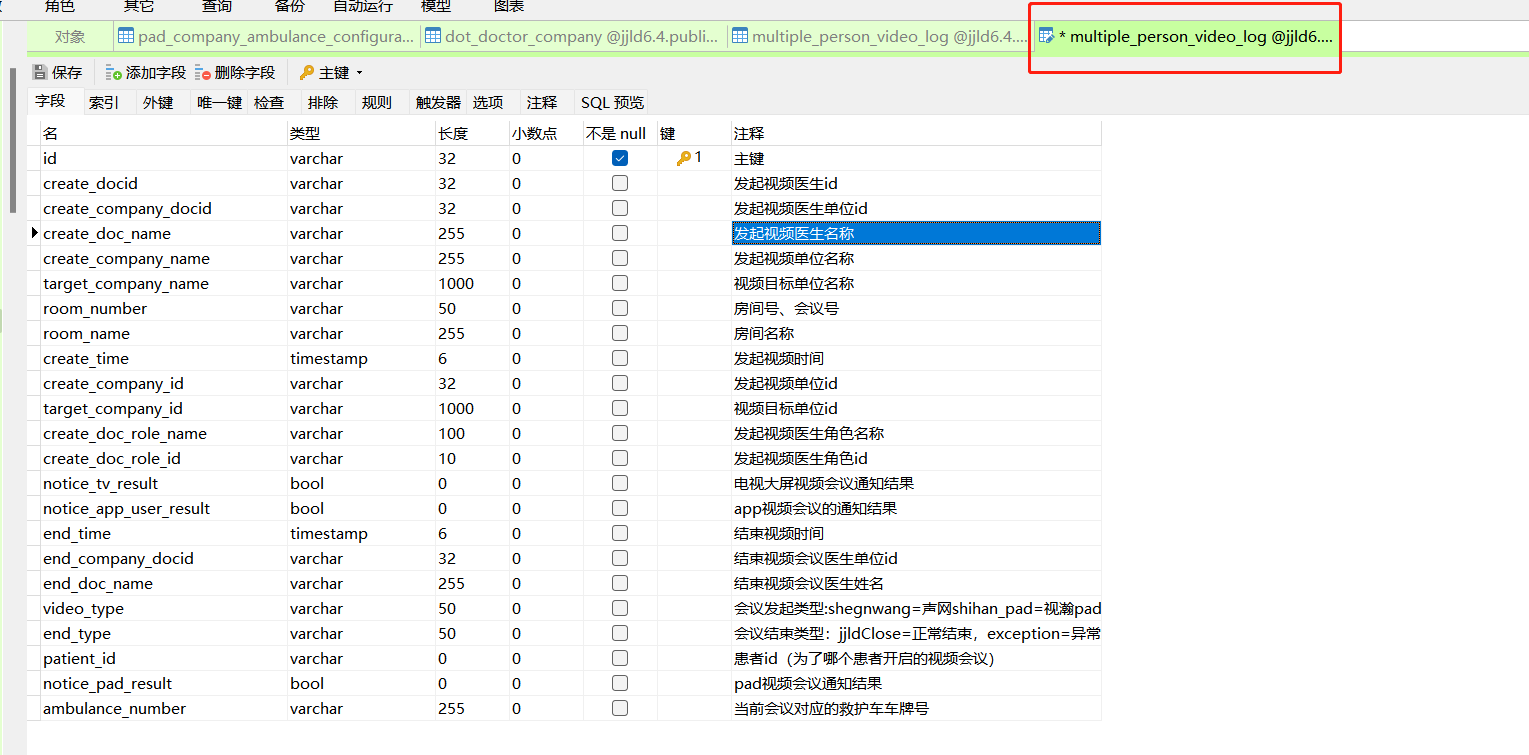 角色 其它 查询 备份 自动运行 模型 图表
对象 pad_company_ambulance_configura... dot_doctor_company @jjld6.4.publi... multiple_person_video_log @jjld6.4.... * multiple_person_video_log @jjld6....
保存 添加字段 删除字段 主键
字段 索引 外键 唯一键 检查 排除 规则 触发器 选项 注释 SQL 预览
名 类型 长度 小数点 不是 null 键 注释
id varchar 32 0 1 主键
create_docid varchar 32 0 发起视频医生id
create_company_docid varchar 32 0 发起视频医生单位id
create_doc_name varchar 255 0 发起视频医生名称
create_company_name varchar 255 0 发起视频单位名称
target_company_name varchar 1000 0 视频目标单位名称
room_number varchar 50 0 房间号、会议号
room_name varchar 255 0 房间名称
create_time timestamp 6 0 发起视频时间
create_company_id varchar 32 0 发起视频单位id
target_company_id varchar 1000 0 视频目标单位id
create_doc_role_name varchar 100 0 发起视频医生角色名称
create_doc_role_id varchar 10 0 发起视频医生角色id
notice_tv_result bool 0 0 电视大屏视频会议通知结果
notice_app_user_result bool 0 0 app视频会议的通知结果
end_time timestamp 6 0 结束视频时间
end_company_docid varchar 32 0 结束视频会议医生单位id
end_doc_name varchar 255 0 结束视频会议医生姓名
video_type varchar 50 0 会议发起类型:shegnwang=声网shihan_pad=视瀚pad
end_type varchar 50 0 会议结束类型：jjldClose=正常结束，exception=异常
patient_id varchar 0 0 患者id（为了哪个患者开启的视频会议）
notice_pad_result bool 0 0 pad视频会议通知结果
ambulance_number varchar 255 0 当前会议对应的救护车车牌号